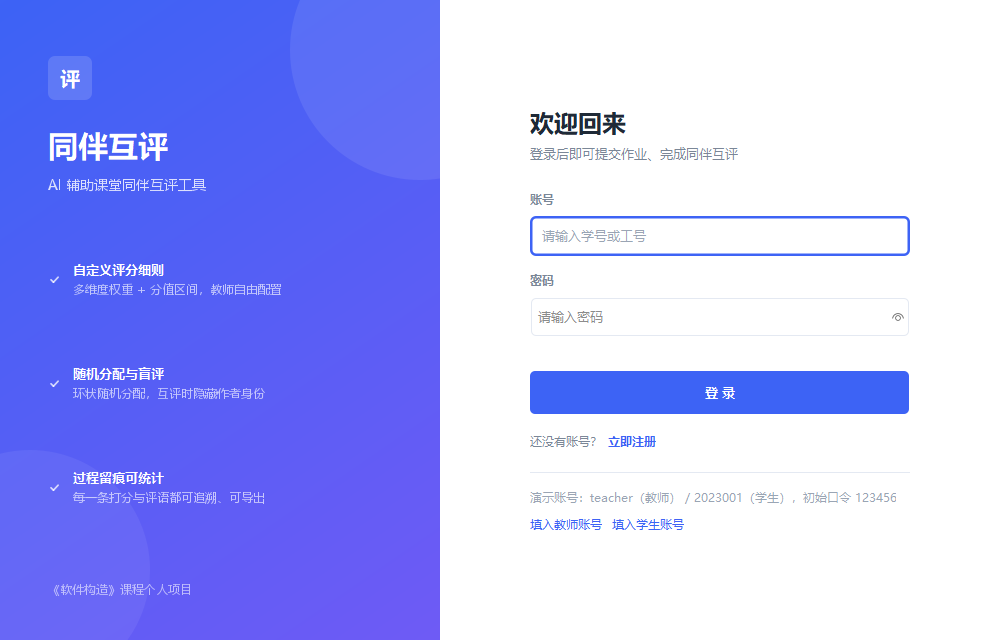 评
同伴互评
AI 辅助课堂同伴互评工具
自定义评分细则
多维度权重 + 分值区间，教师自由配置
随机分配与盲评
环状随机分配，互评时隐藏作者身份
过程留痕可统计
每一条打分与评语都可追溯、可导出
《软件构造》课程个人项目
欢迎回来
登录后即可提交作业、完成同伴互评
账号
请输入学号或工号
密码
请输入密码
登 录
还没有账号？ 立即注册
演示账号：teacher（教师） / 2023001（学生），初始口令 123456
填入教师账号 填入学生账号